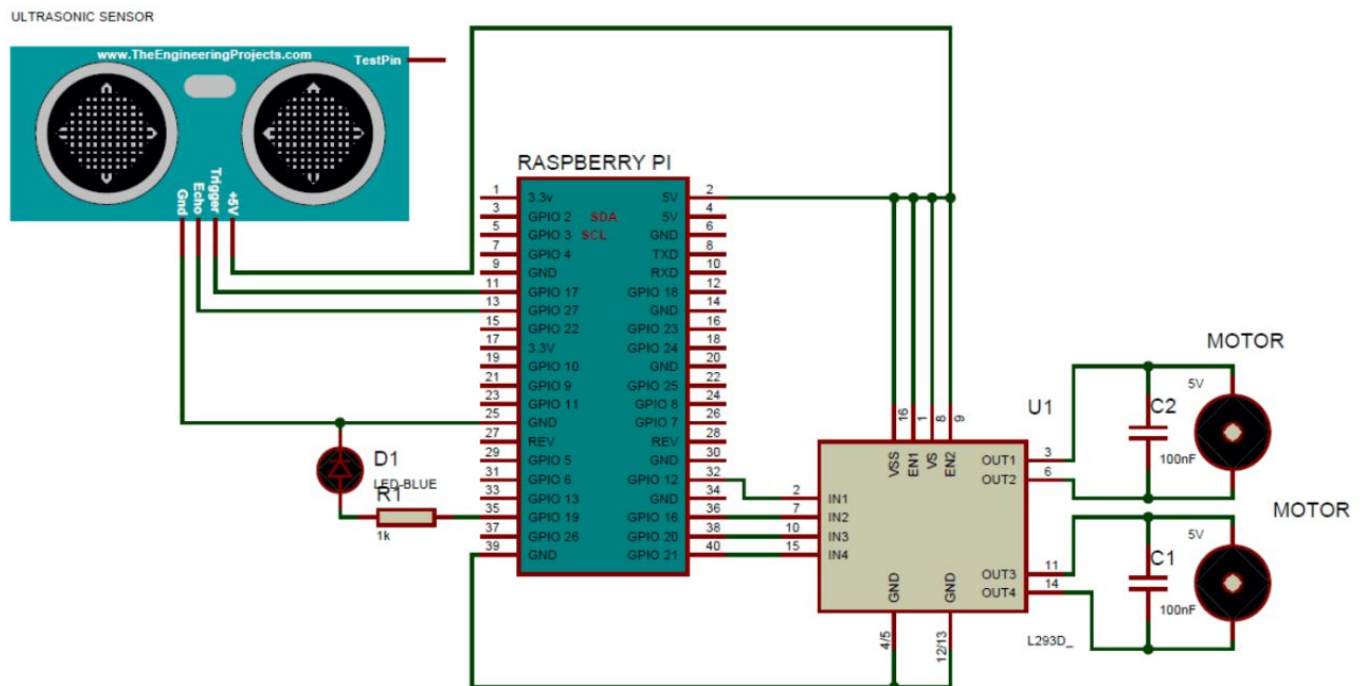 ULTRASONIC SENSOR
www.TheEngineeringProjects.com
TestPin
Gnd
Echo
Trigger
+5V
RASPBERRY PI
1 3.3v 5V 2
3 GPIO 2 SDA 5V 4
5 GPIO 3 SCL GND 6
7 GPIO 4 TXD 8
9 GND RXD 10
11 GPIO 17 GPIO 18 12
13 GPIO 27 GND 14
15 GPIO 22 GPIO 23 16
17 3.3V GPIO 24 18
19 GPIO 10 GND 20
21 GPIO 9 GPIO 25 22
23 GPIO 11 GPIO 8 24
25 GND GPIO 7 26
27 REV REV 28
29 GPIO 5 GND 30
31 GPIO 6 GPIO 12 32
33 GPIO 13 GND 34
35 GPIO 19 GPIO 16 36
37 GPIO 26 GPIO 20 38
39 GND GPIO 21 40
D1
LED-BLUE
R1
1k
U1
16 1 8 9
VSS EN1 VS EN2
2 IN1
7 IN2
10 IN3
15 IN4
OUT1 3
OUT2 6
OUT3 11
OUT4 14
GND GND
4/5 12/13
L293D_
MOTOR
5V
C2
100nF
MOTOR
5V
C1
100nF